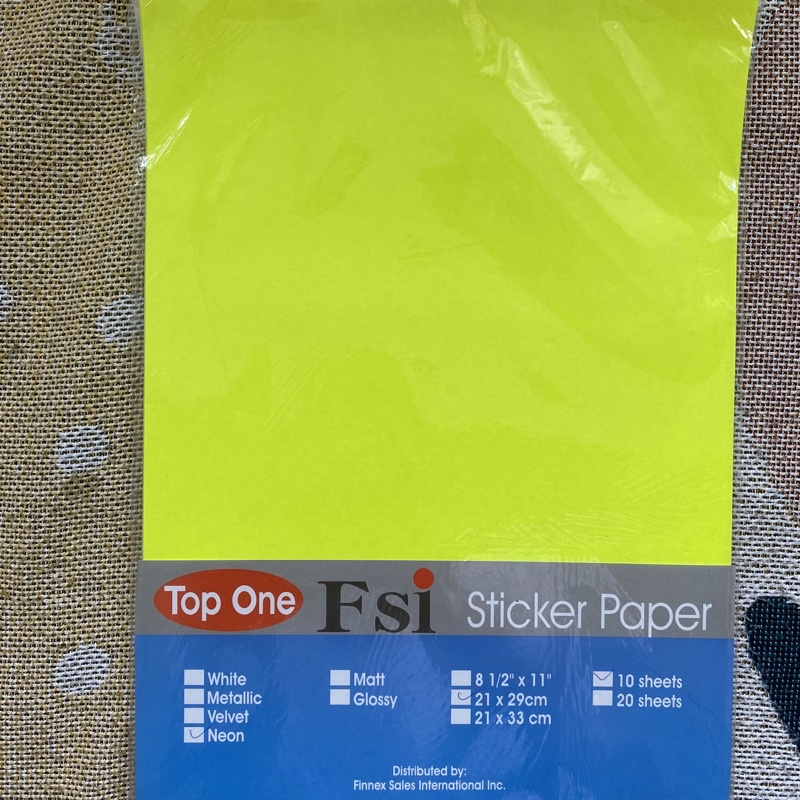 Top One Fsi Sticker Paper
White
Metallic
Velvet
Neon
Matt
Glossy
8 1/2" x 11"
21 x 29cm
21 x 33 cm
10 sheets
20 sheets
Distributed by:
Finnex Sales International Inc.